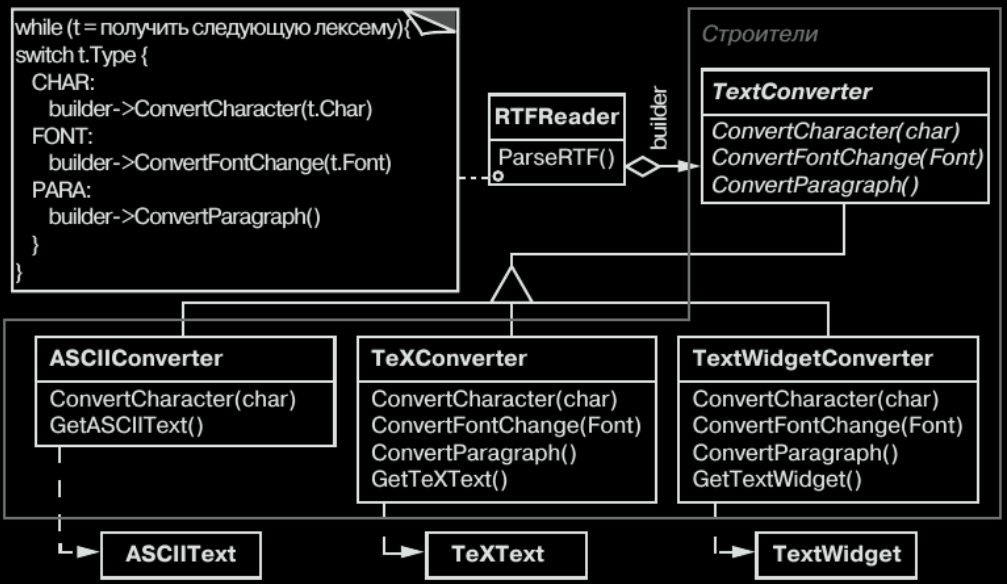 while (t = получить следующую лексему){
switch t.Type {
CHAR:
builder->ConvertCharacter(t.Char)
FONT:
builder->ConvertFontChange(t.Font)
PARA:
builder->ConvertParagraph()
}
}
RTFReader
ParseRTF()
builder
Строители
TextConverter
ConvertCharacter(char)
ConvertFontChange(Font)
ConvertParagraph()
ASCIIConverter
ConvertCharacter(char)
GetASCIIText()
TeXConverter
ConvertCharacter(char)
ConvertFontChange(Font)
ConvertParagraph()
GetTeXText()
TextWidgetConverter
ConvertCharacter(char)
ConvertFontChange(Font)
ConvertParagraph()
GetTextWidget()
ASCIIText
TeXText
TextWidget